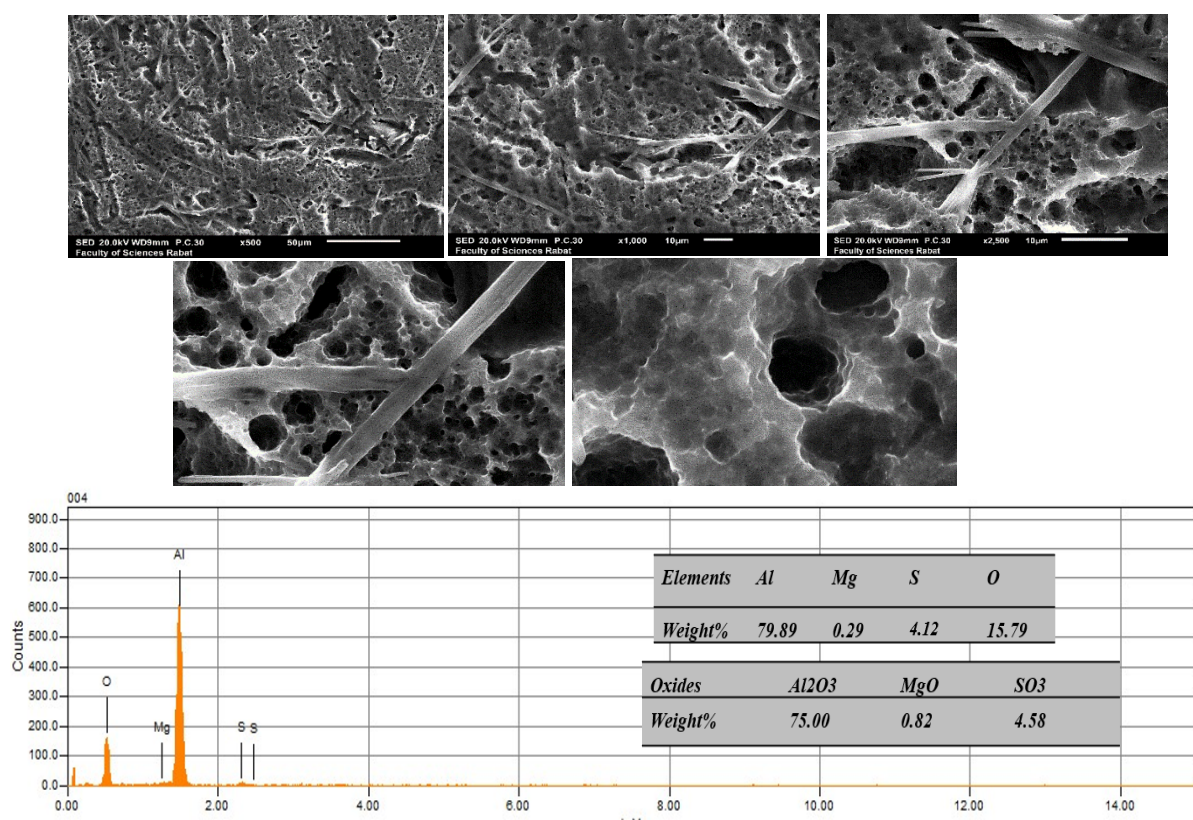 SED 20.0kV WD9mm P.C.30 x500 50µm
Faculty of Sciences Rabat
SED 20.0kV WD9mm P.C.30 x1,000 10µm
Faculty of Sciences Rabat
SED 20.0kV WD9mm P.C.30 x2,500 10µm
Faculty of Sciences Rabat
004
900.0
800.0
700.0
600.0
500.0
400.0
300.0
200.0
100.0
0.0
Counts
O
Mg
Al
S S
0.00 2.00 4.00 6.00 8.00 10.00 12.00 14.00
Elements Al Mg S O
Weight% 79.89 0.29 4.12 15.79
Oxides Al2O3 MgO SO3
Weight% 75.00 0.82 4.58